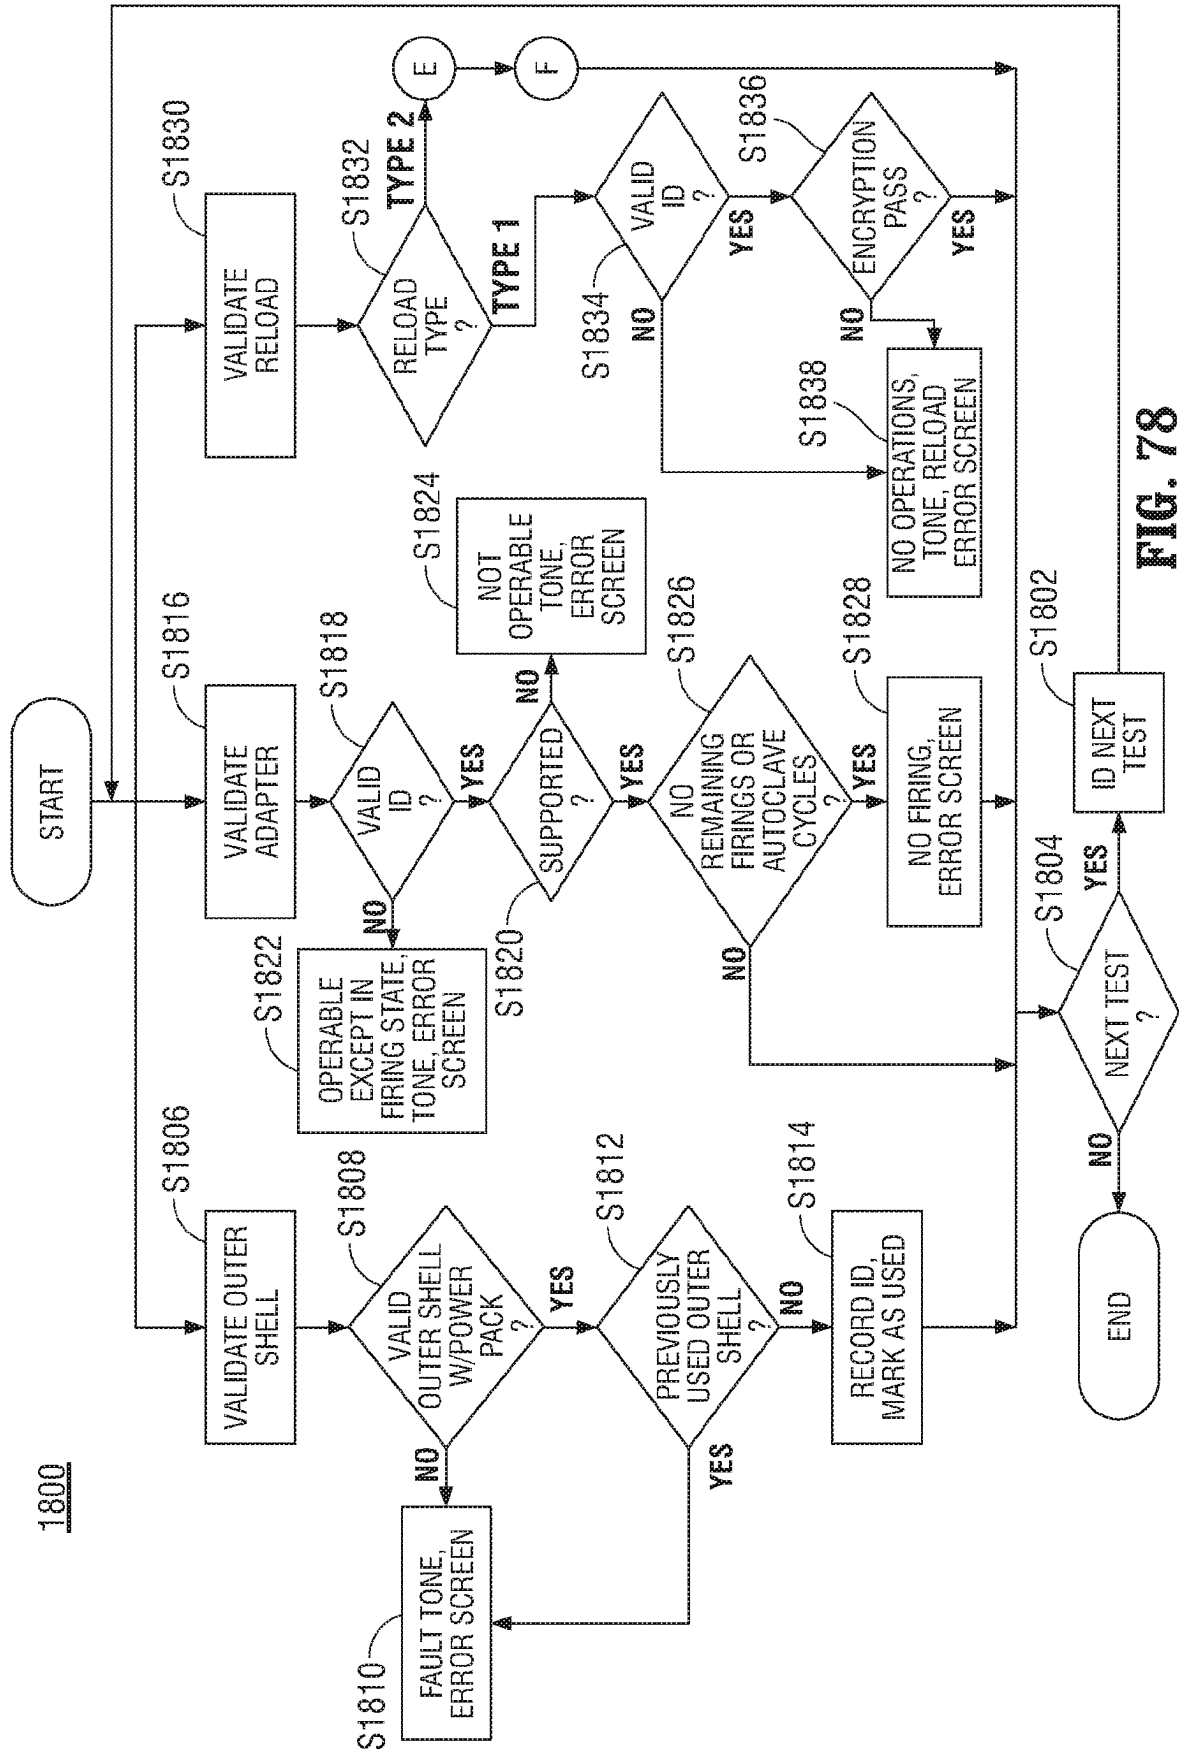 1800
START
S1806
VALIDATE OUTER
SHELL
S1808
VALID
OUTER SHELL
W/POWER
PACK
?
NO
YES
S1810
FAULT TONE,
ERROR SCREEN
S1812
PREVIOUSLY
USED OUTER
SHELL
?
YES
NO
S1814
RECORD ID,
MARK AS USED
S1816
VALIDATE
ADAPTER
S1818
VALID
ID
?
NO
YES
S1822
OPERABLE
EXCEPT IN
FIRING STATE,
TONE, ERROR
SCREEN
S1820
SUPPORTED
?
NO
YES
S1824
NOT
OPERABLE
TONE,
ERROR
SCREEN
S1826
NO
REMAINING
FIRINGS OR
AUTOCLAVE
CYCLES
?
NO
YES
S1828
NO FIRING,
ERROR SCREEN
S1830
VALIDATE
RELOAD
S1832
RELOAD
TYPE
?
TYPE 2
TYPE 1
E
F
S1834
VALID
ID
?
NO
YES
S1836
ENCRYPTION
PASS
?
NO
YES
S1838
NO OPERATIONS,
TONE, RELOAD
ERROR SCREEN
S1804
NEXT TEST
?
NO
YES
S1802
ID NEXT
TEST
END
FIG. 78